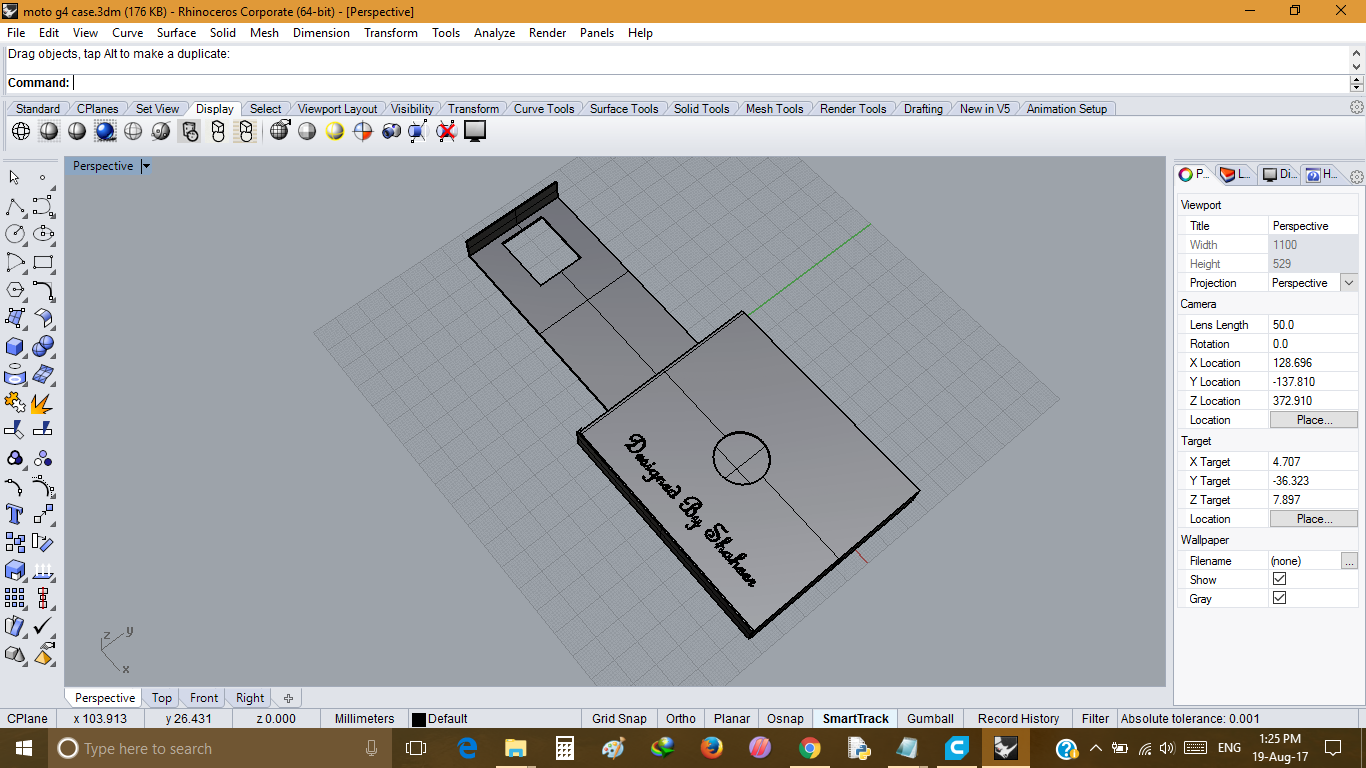 moto g4 case.3dm (176 KB) - Rhinoceros Corporate (64-bit) - [Perspective]
File Edit View Curve Surface Solid Mesh Dimension Transform Tools Analyze Render Panels Help
Drag objects, tap Alt to make a duplicate:
Command:
Standard CPlanes Set View Display Select Viewport Layout Visibility Transform Curve Tools Surface Tools Solid Tools Mesh Tools Render Tools Drafting New in V5 Animation Setup
Perspective
P... L... Di... H...
Viewport
Title Perspective
Width 1100
Height 529
Projection Perspective
Camera
Lens Length 50.0
Rotation 0.0
X Location 128.696
Y Location -137.810
Z Location 372.910
Location Place...
Target
X Target 4.707
Y Target -36.323
Z Target 7.897
Location Place...
Wallpaper
Filename (none) ...
Show
Gray
Designed By Shaheer
z y
x
Perspective Top Front Right
CPlane x 103.913 y 26.431 z 0.000 Millimeters Default Grid Snap Ortho Planar Osnap SmartTrack Gumball Record History Filter Absolute tolerance: 0.001
Type here to search
ENG
1:25 PM
19-Aug-17